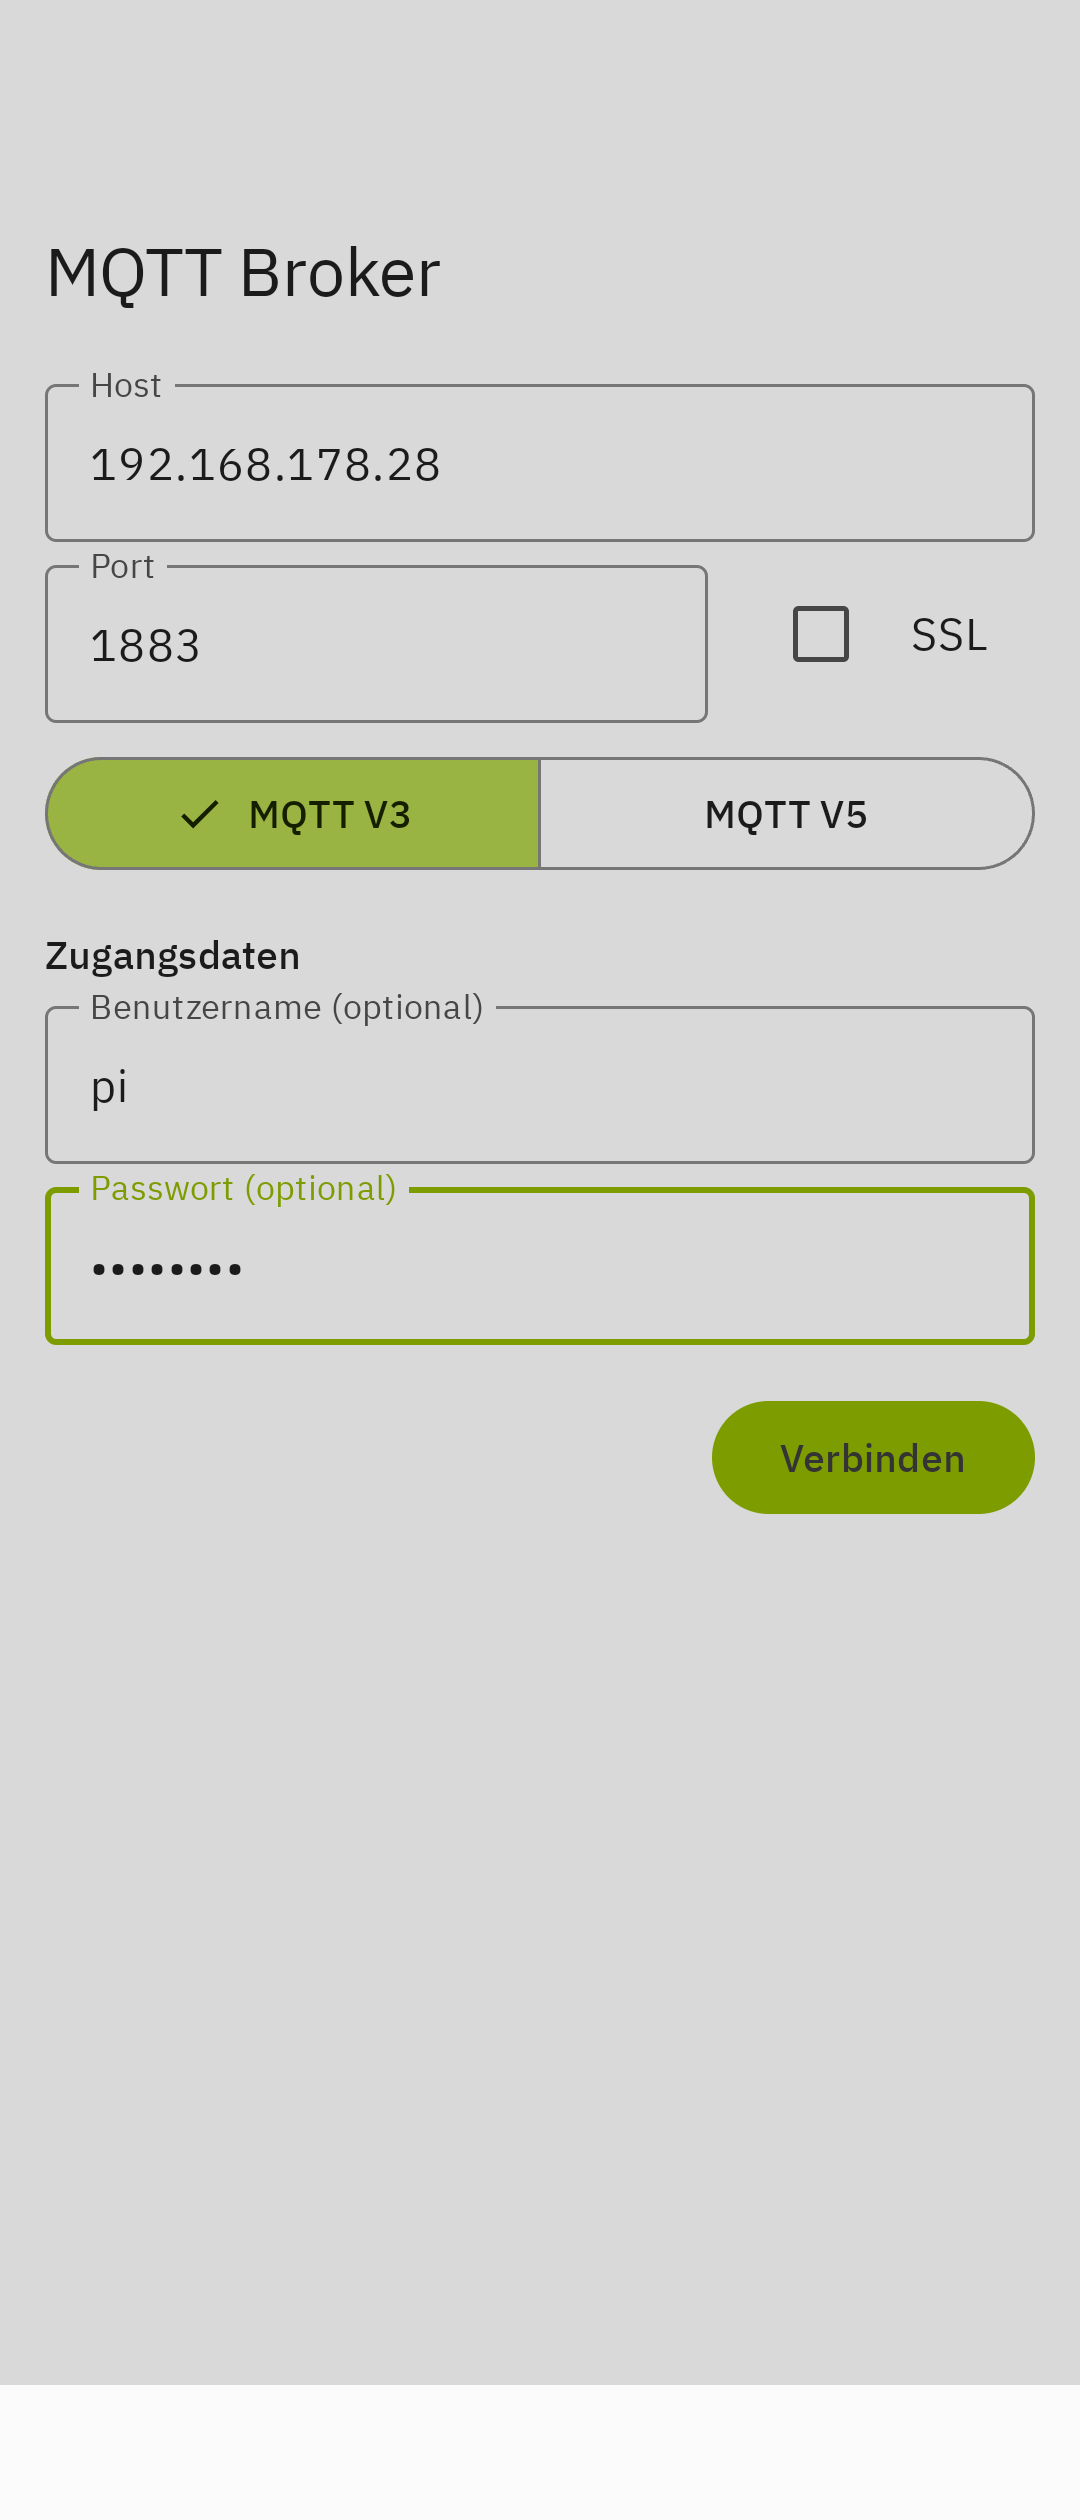 MQTT Broker
Host
192.168.178.28
Port
1883
SSL
MQTT V3
MQTT V5
Zugangsdaten
Benutzername (optional)
pi
Passwort (optional)
••••••••
Verbinden